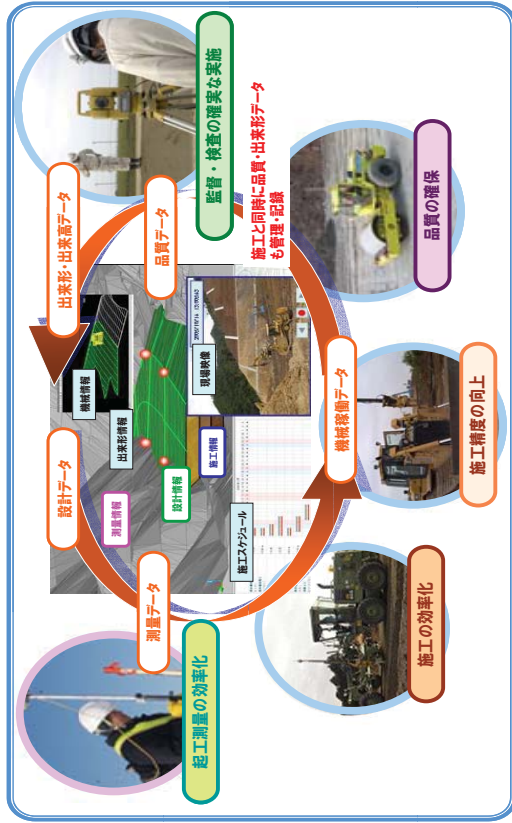 起工測量の効率化
測量データ
設計データ
出来形・出来高データ
品質データ
機械稼働データ
測量情報
設計情報
施工情報
出来形情報
機械情報
現場映像
施工スケジュール
監督・検査の確実な実施
施工と同時に品質・出来形データ
も管理・記録
施工の効率化
施工精度の向上
品質の確保